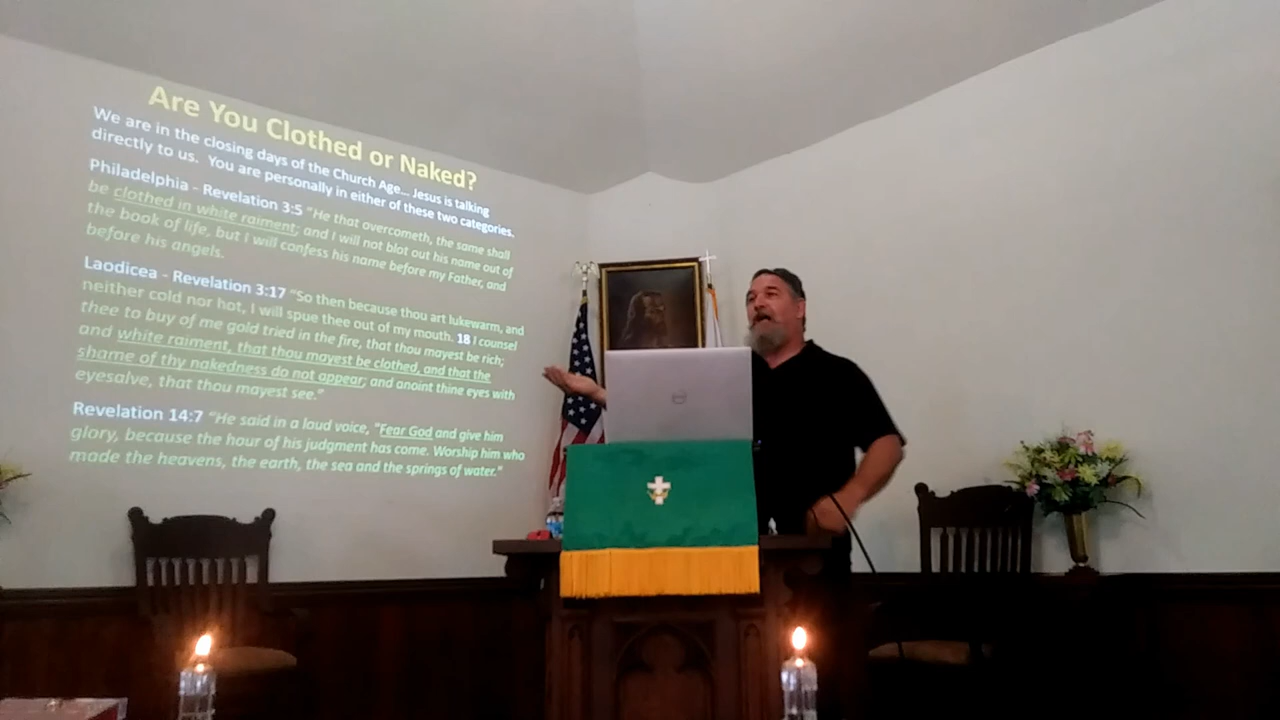 Are You Clothed or Naked?
We are in the closing days of the Church Age... Jesus is talking
directly to us. You are personally in either of these two categories.
Philadelphia - Revelation 3:5 "He that overcometh, the same shall
be clothed in white raiment; and I will not blot out his name out of
the book of life, but I will confess his name before my Father, and
before his angels.
Laodicea - Revelation 3:17 "So then because thou art lukewarm, and
neither cold nor hot, I will spue thee out of my mouth. 18 I counsel
thee to buy of me gold tried in the fire, that thou mayest be rich;
and white raiment, that thou mayest be clothed, and that the
shame of thy nakedness do not appear; and anoint thine eyes with
eyesalve, that thou mayest see."
Revelation 14:7 "He said in a loud voice, "Fear God and give him
glory, because the hour of his judgment has come. Worship him who
made the heavens, the earth, the sea and the springs of water."
DELL